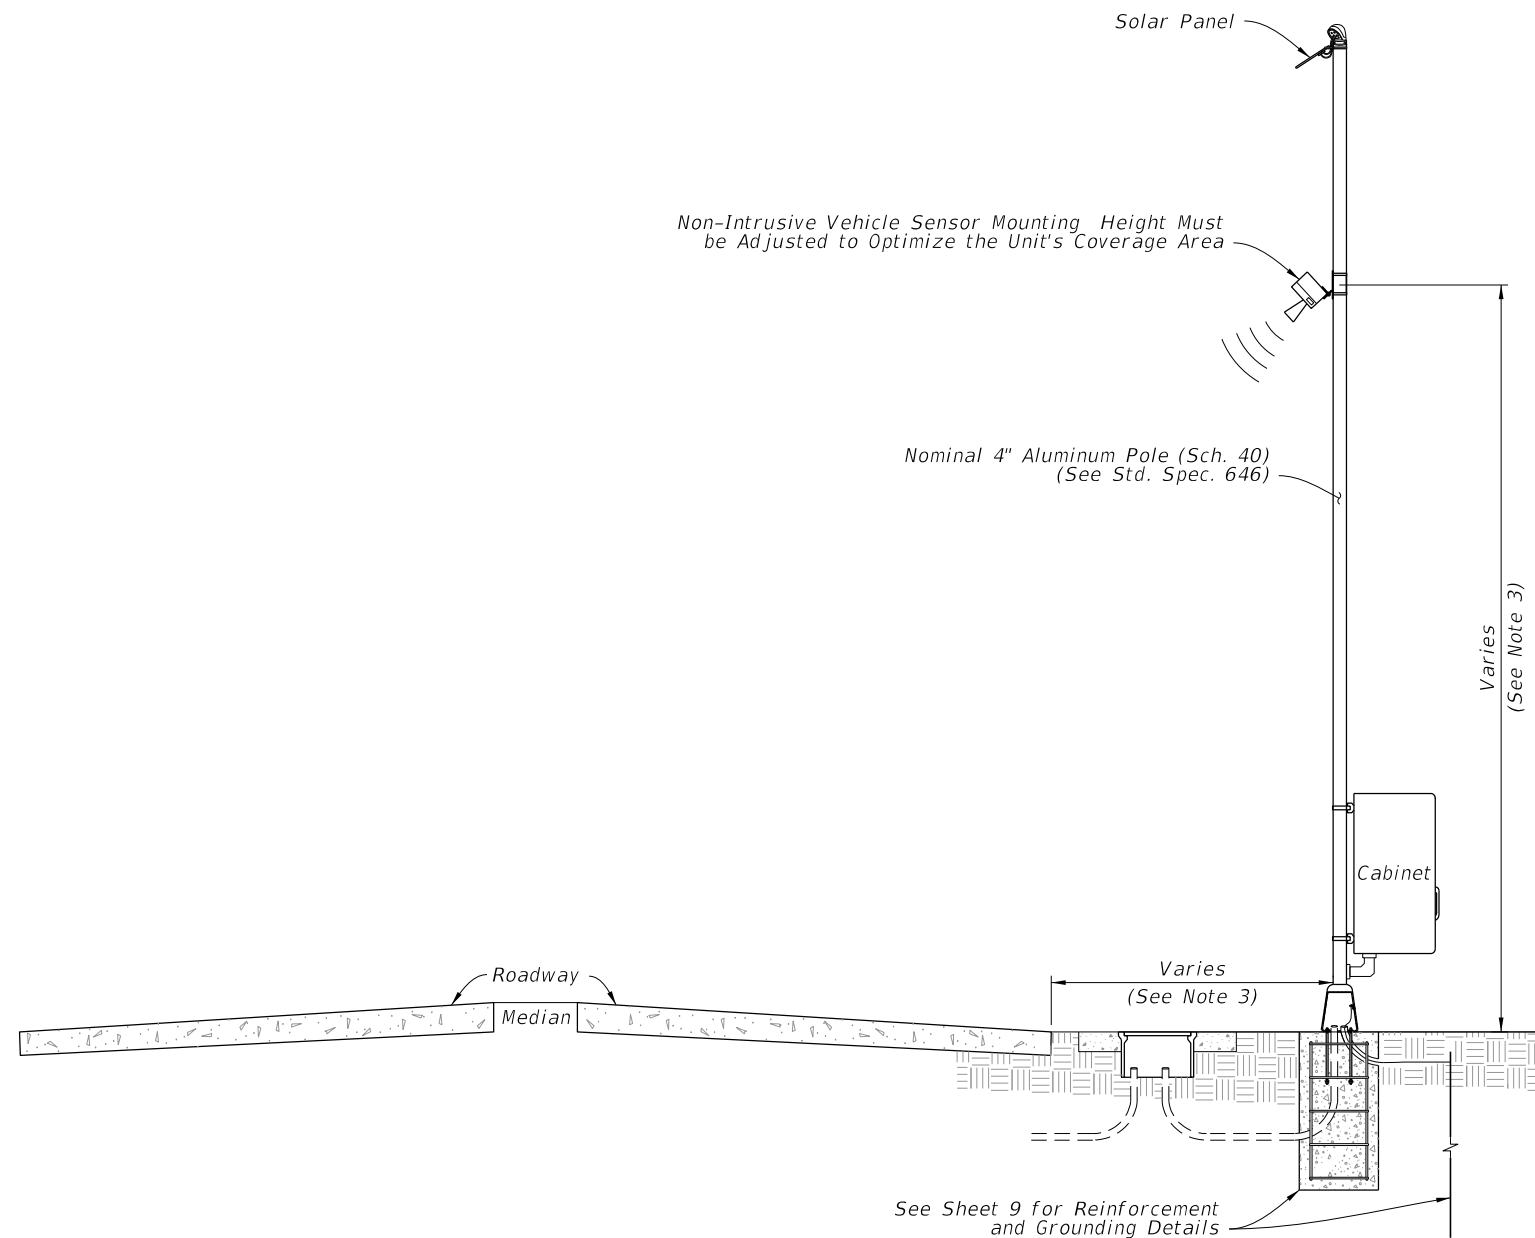 Solar Panel
Non-Intrusive Vehicle Sensor Mounting Height Must
be Adjusted to Optimize the Unit's Coverage Area
Nominal 4" Aluminum Pole (Sch. 40)
(See Std. Spec. 646)
Varies
(See Note 3)
Cabinet
Varies
(See Note 3)
Roadway
Median
See Sheet 9 for Reinforcement
and Grounding Details